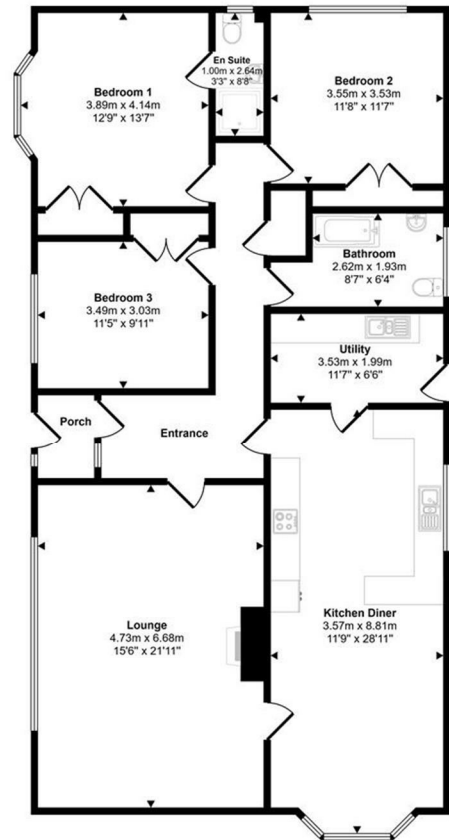 En Suite
1.00m x 2.64m
3'3" x 8'8"
Bedroom 1
3.89m x 4.14m
12'9" x 13'7"
Bedroom 2
3.55m x 3.53m
11'8" x 11'7"
Bathroom
2.62m x 1.93m
8'7" x 6'4"
Bedroom 3
3.49m x 3.03m
11'5" x 9'11"
Utility
3.53m x 1.99m
11'7" x 6'6"
Porch
Entrance
Lounge
4.73m x 6.68m
15'6" x 21'11"
Kitchen Diner
3.57m x 8.81m
11'9" x 28'11"